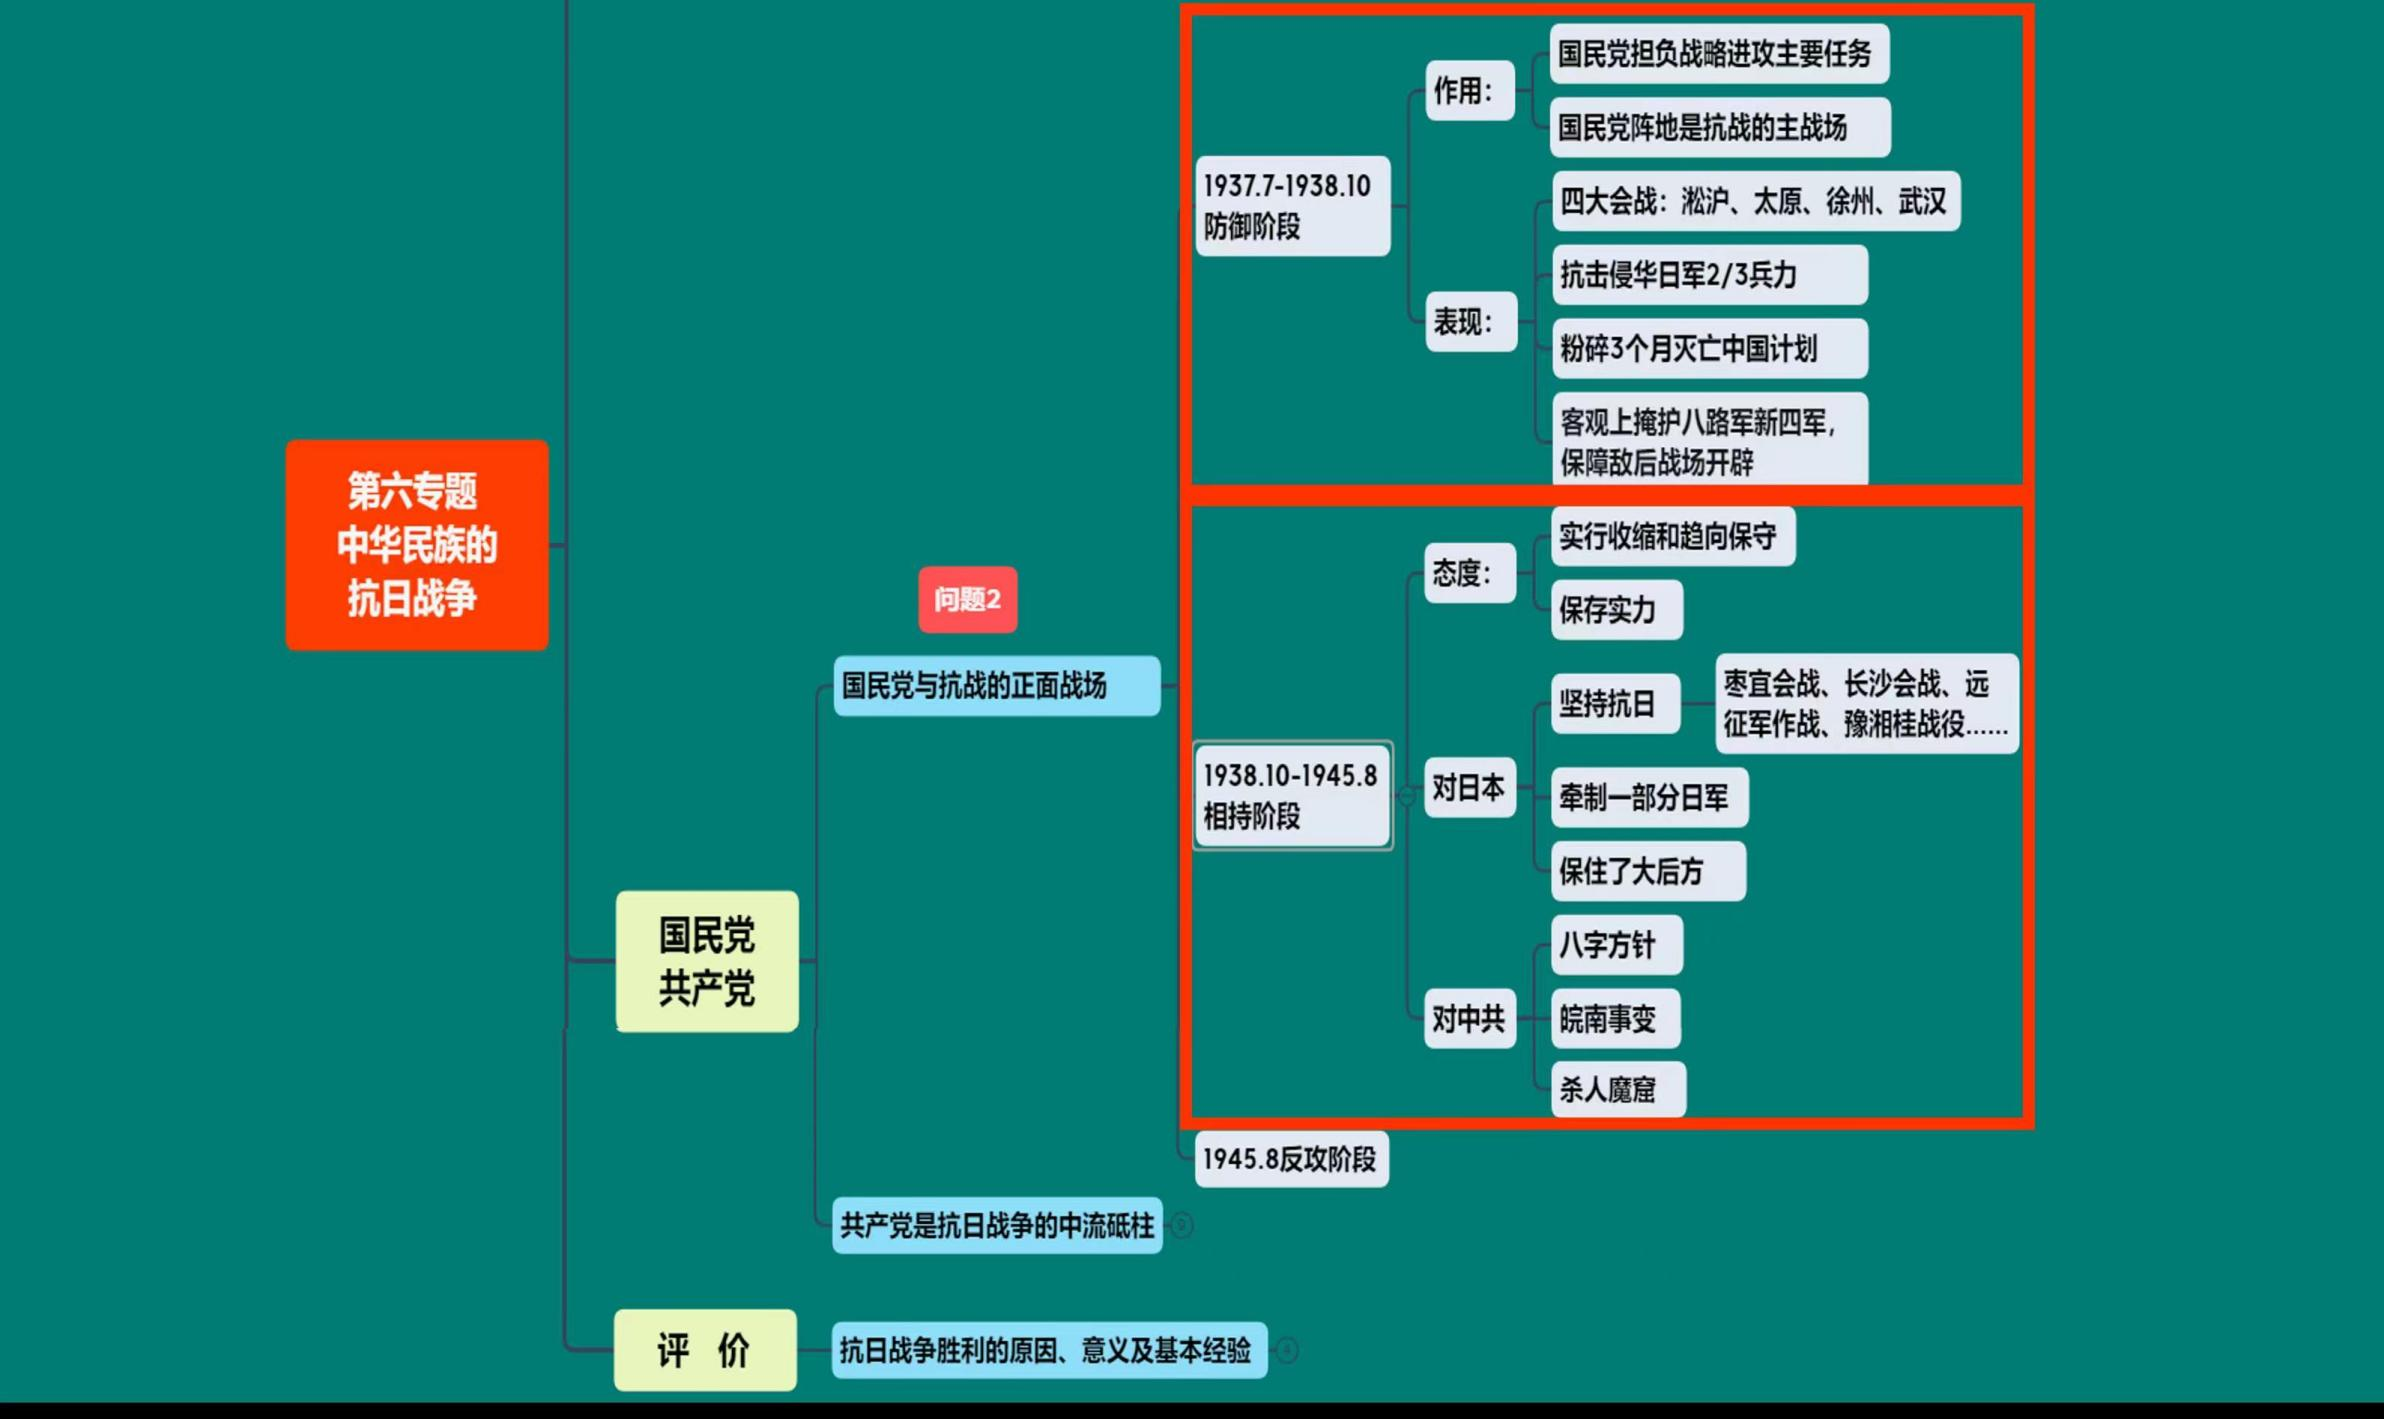 第六专题
中华民族的
抗日战争
国民党
共产党
问题2
国民党与抗战的正面战场
1937.7-1938.10
防御阶段
作用：
国民党担负战略进攻主要任务
国民党阵地是抗战的主战场
表现：
四大会战：淞沪、太原、徐州、武汉
抗击侵华日军2/3兵力
粉碎3个月灭亡中国计划
客观上掩护八路军新四军，
保障敌后战场开辟
1938.10-1945.8
相持阶段
态度：
实行收缩和趋向保守
保存实力
对日本
坚持抗日
枣宜会战、长沙会战、远
征军作战、豫湘桂战役......
牵制一部分日军
保住了大后方
对中共
八字方针
皖南事变
杀人魔窟
1945.8反攻阶段
共产党是抗日战争的中流砥柱
评 价
抗日战争胜利的原因、意义及基本经验